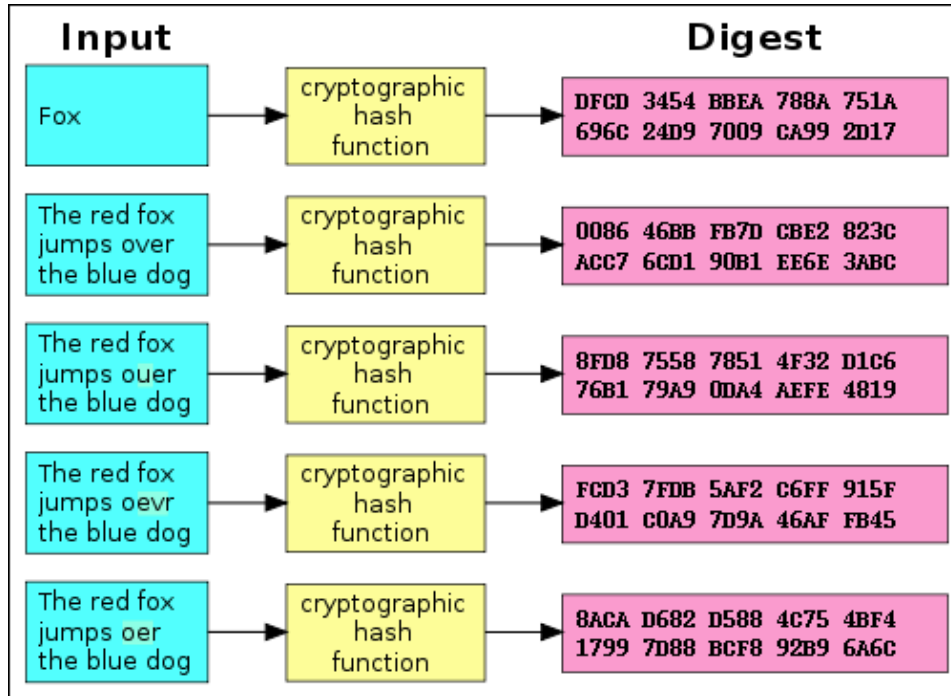 Input
Digest
Fox
cryptographic
hash
function
DFCD 3454 BBEA 788A 751A
696C 24D9 7009 CA99 2D17
The red fox
jumps over
the blue dog
cryptographic
hash
function
0086 46BB FB7D CBE2 823C
ACC7 6CD1 90B1 EE6E 3ABC
The red fox
jumps ouer
the blue dog
cryptographic
hash
function
8FD8 7558 7851 4F32 D1C6
76B1 79A9 0DA4 AEFE 4819
The red fox
jumps oevr
the blue dog
cryptographic
hash
function
FCD3 7FDB 5AF2 C6FF 915F
D401 C0A9 7D9A 46AF FB45
The red fox
jumps oer
the blue dog
cryptographic
hash
function
8ACA D682 D588 4C75 4BF4
1799 7D88 BCF8 92B9 6A6C